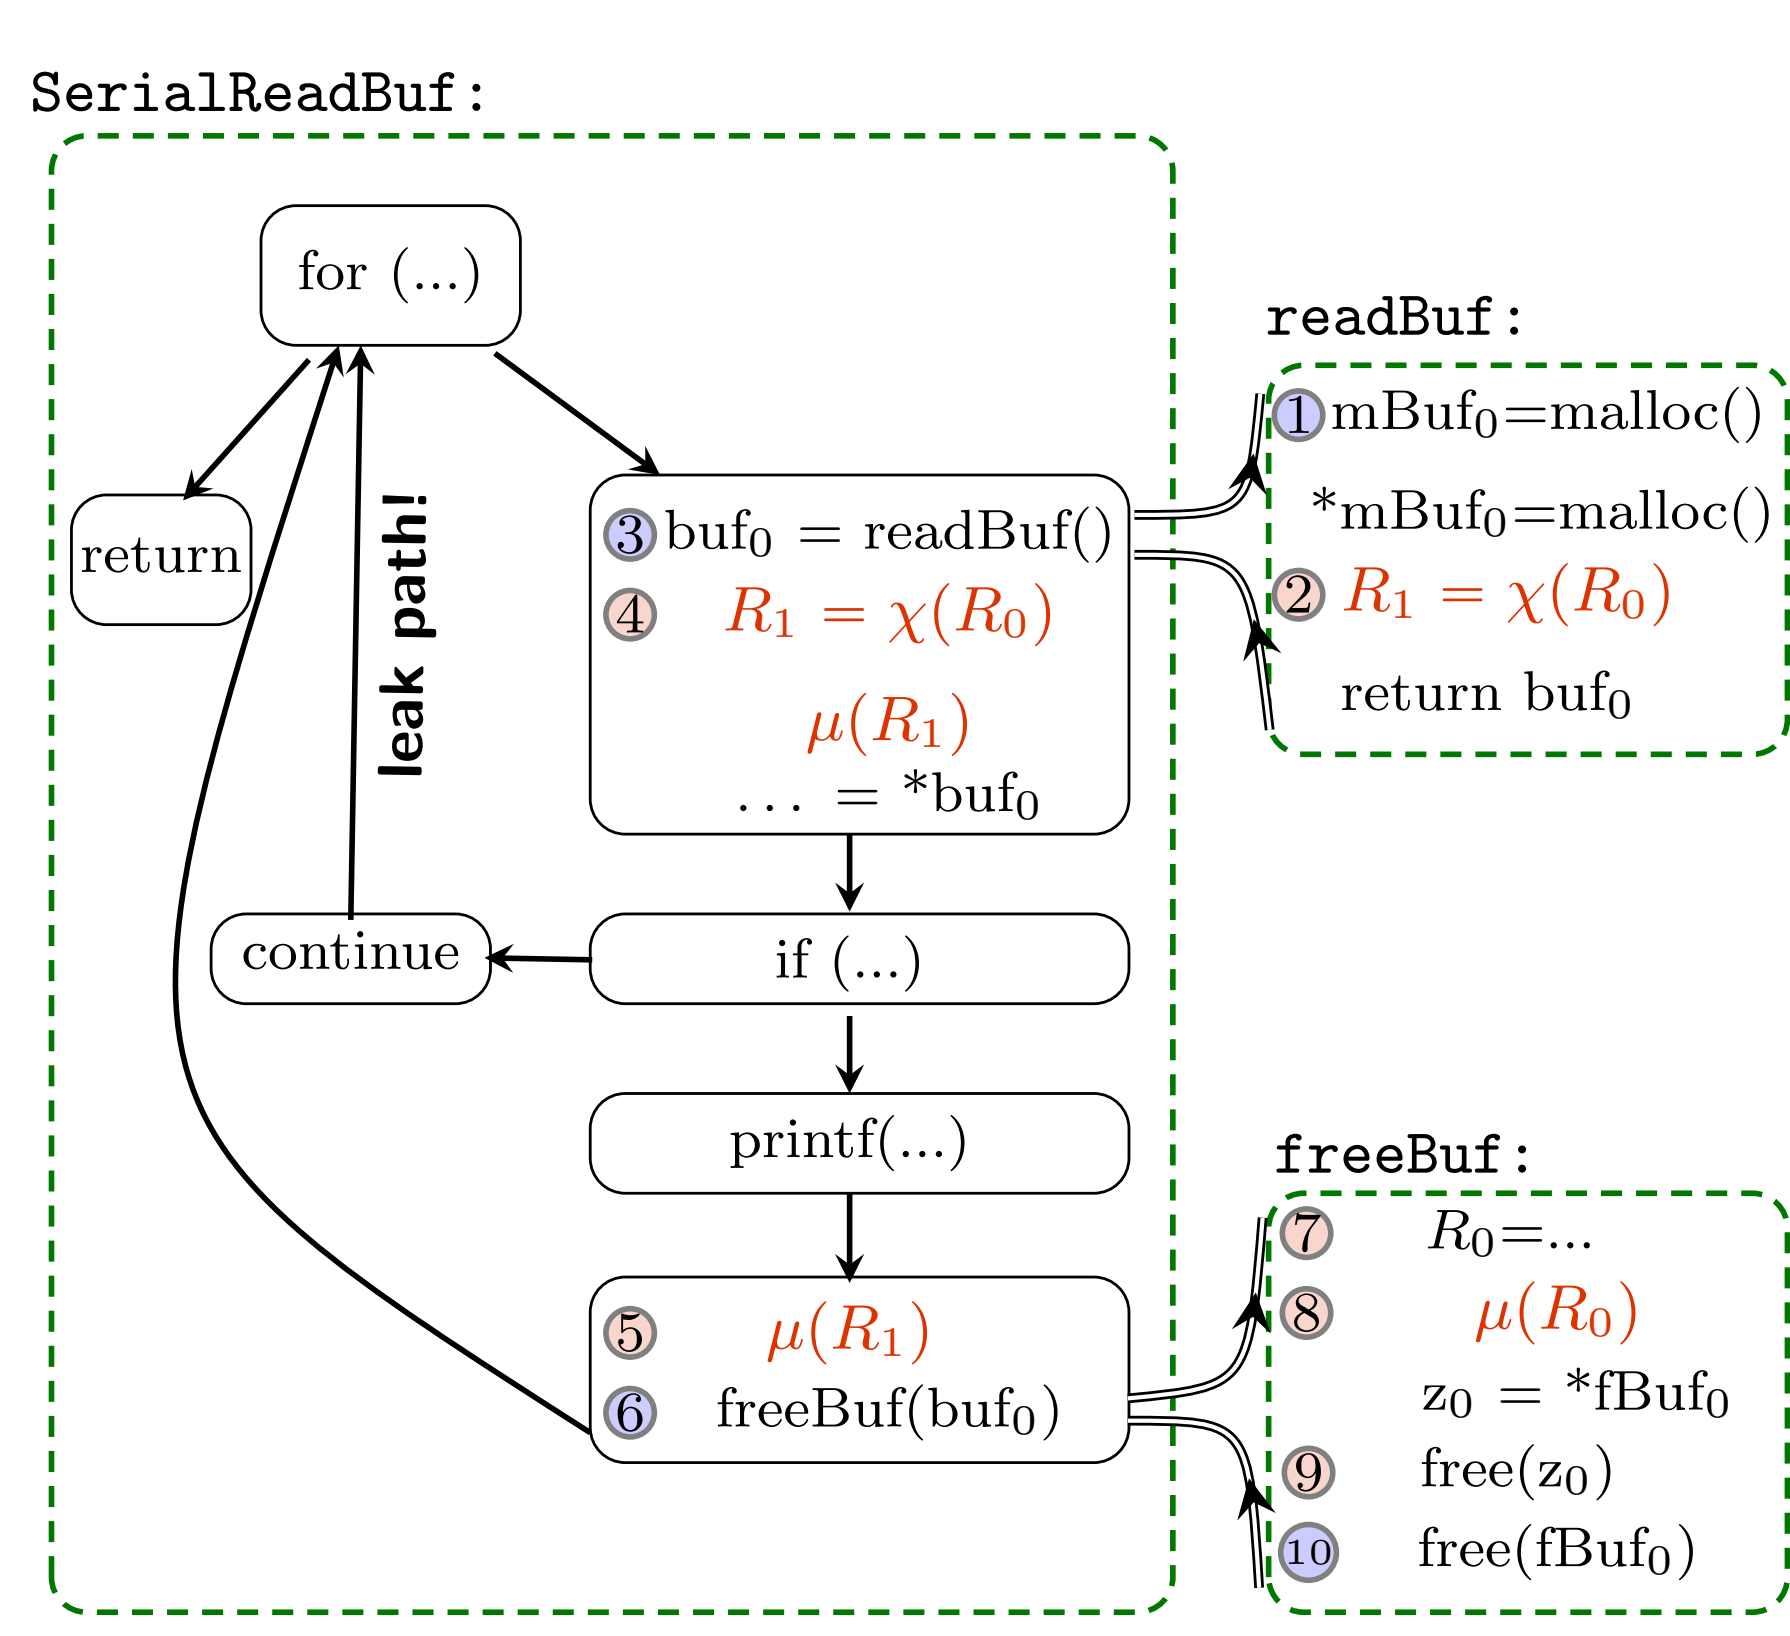 SerialReadBuf:
for (...)
return
leak path!
3 buf₀ = readBuf()
4 R₁ = χ(R₀)
μ(R₁)
... = *buf₀
continue
if (...)
printf(...)
5 μ(R₁)
6 freeBuf(buf₀)
readBuf:
1 mBuf₀=malloc()
*mBuf₀=malloc()
2 R₁ = χ(R₀)
return buf₀
freeBuf:
7 R₀=...
8 μ(R₀)
z₀ = *fBuf₀
9 free(z₀)
10 free(fBuf₀)